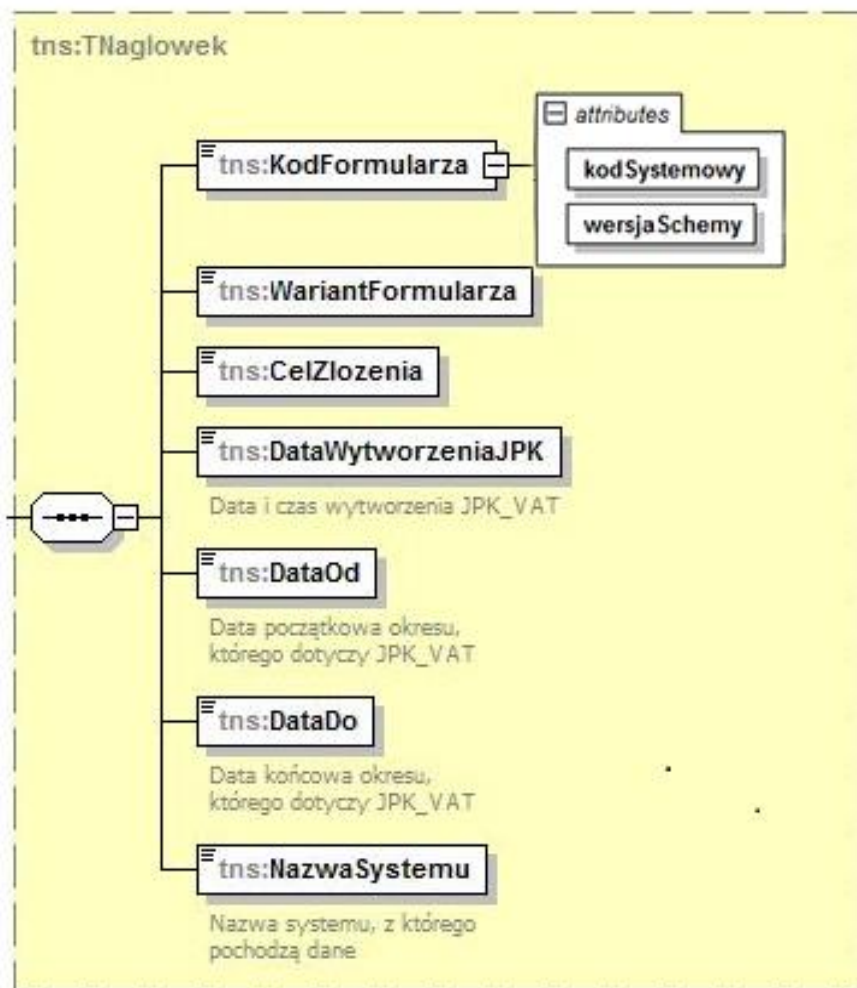 tns:TNaglowek
attributes
tns:KodFormularza
kodSystemowy
wersjaSchemy
tns:WariantFormularza
tns:CelZlozenia
tns:DataWytworzeniaJPK
Data i czas wytworzenia JPK_VAT
tns:DataOd
Data początkowa okresu,
którego dotyczy JPK_VAT
tns:DataDo
Data końcowa okresu,
którego dotyczy JPK_VAT
tns:NazwaSystemu
Nazwa systemu, z którego
pochodzą dane